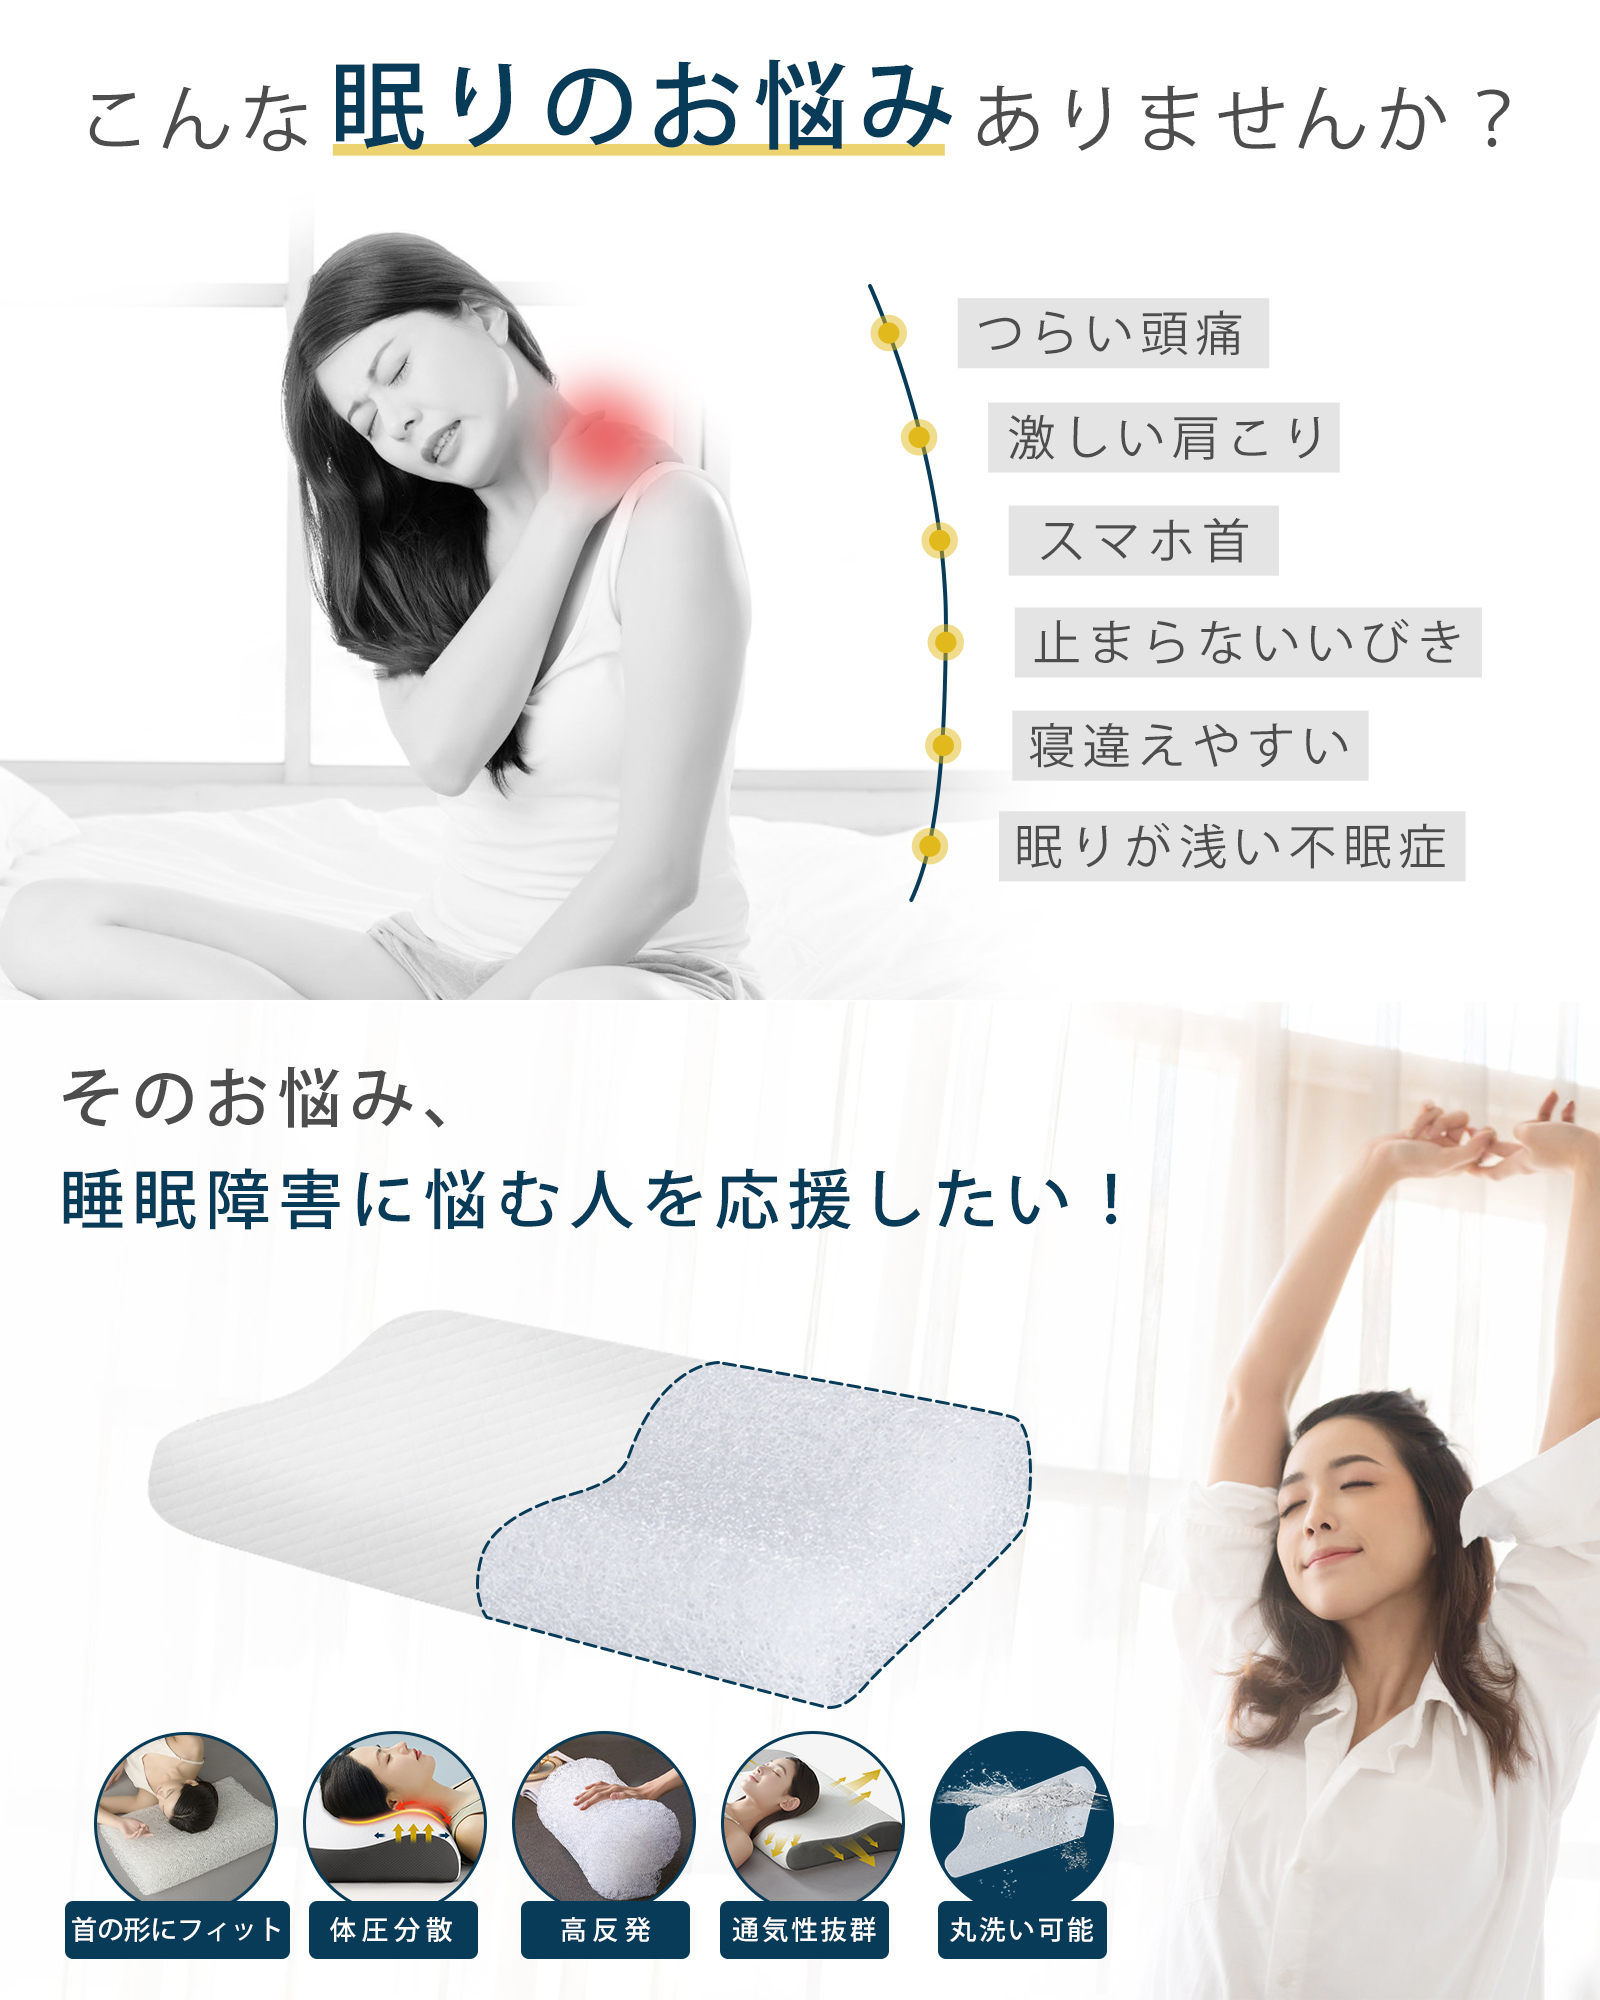 こんな眠りのお悩みありませんか？
つらい頭痛
激しい肩こり
スマホ首
止まらないいびき
寝違えやすい
眠りが浅い不眠症
そのお悩み、
睡眠障害に悩む人を応援したい！
首の形にフィット
体圧分散
高反発
通気性抜群
丸洗い可能